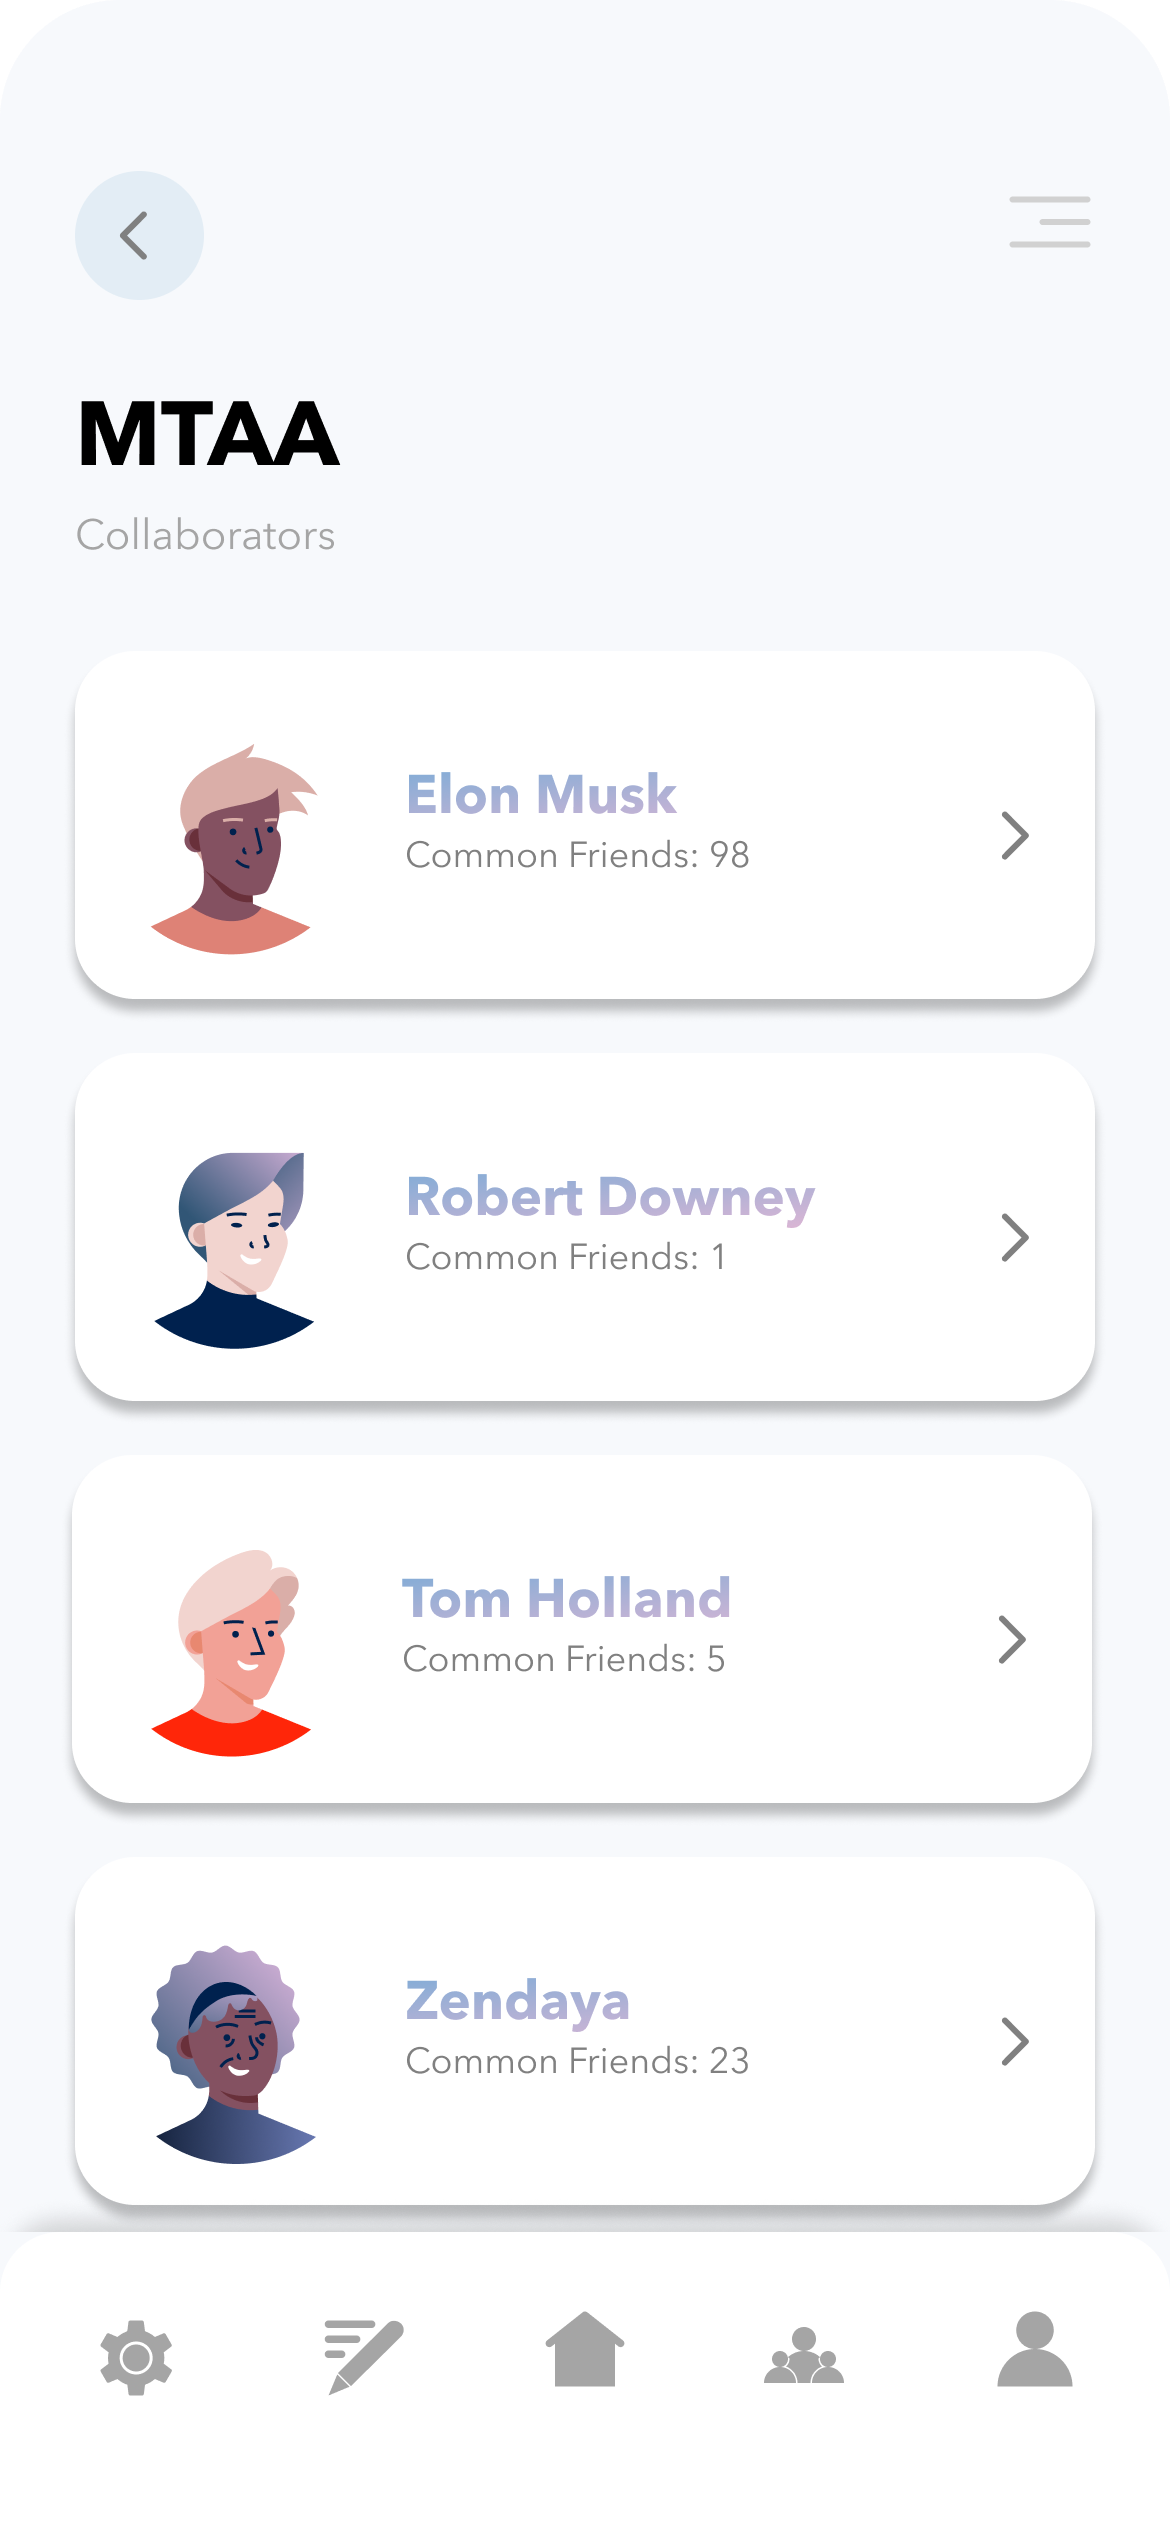 MTAA
Collaborators
Elon Musk
Common Friends: 98
Robert Downey
Common Friends: 1
Tom Holland
Common Friends: 5
Zendaya
Common Friends: 23